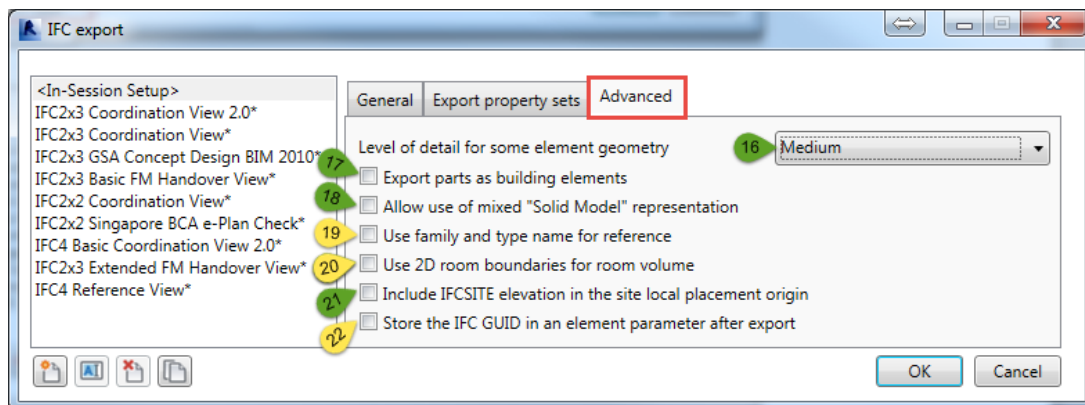 IFC export
<In-Session Setup>
IFC2x3 Coordination View 2.0*
IFC2x3 Coordination View*
IFC2x3 GSA Concept Design BIM 2010*
IFC2x3 Basic FM Handover View*
IFC2x2 Coordination View*
IFC2x2 Singapore BCA e-Plan Check*
IFC4 Basic Coordination View 2.0*
IFC2x3 Extended FM Handover View*
IFC4 Reference View*
General Export property sets Advanced
Level of detail for some element geometry 16 Medium
17 Export parts as building elements
18 Allow use of mixed "Solid Model" representation
19 Use family and type name for reference
20 Use 2D room boundaries for room volume
21 Include IFCSITE elevation in the site local placement origin
22 Store the IFC GUID in an element parameter after export
AI
OK Cancel